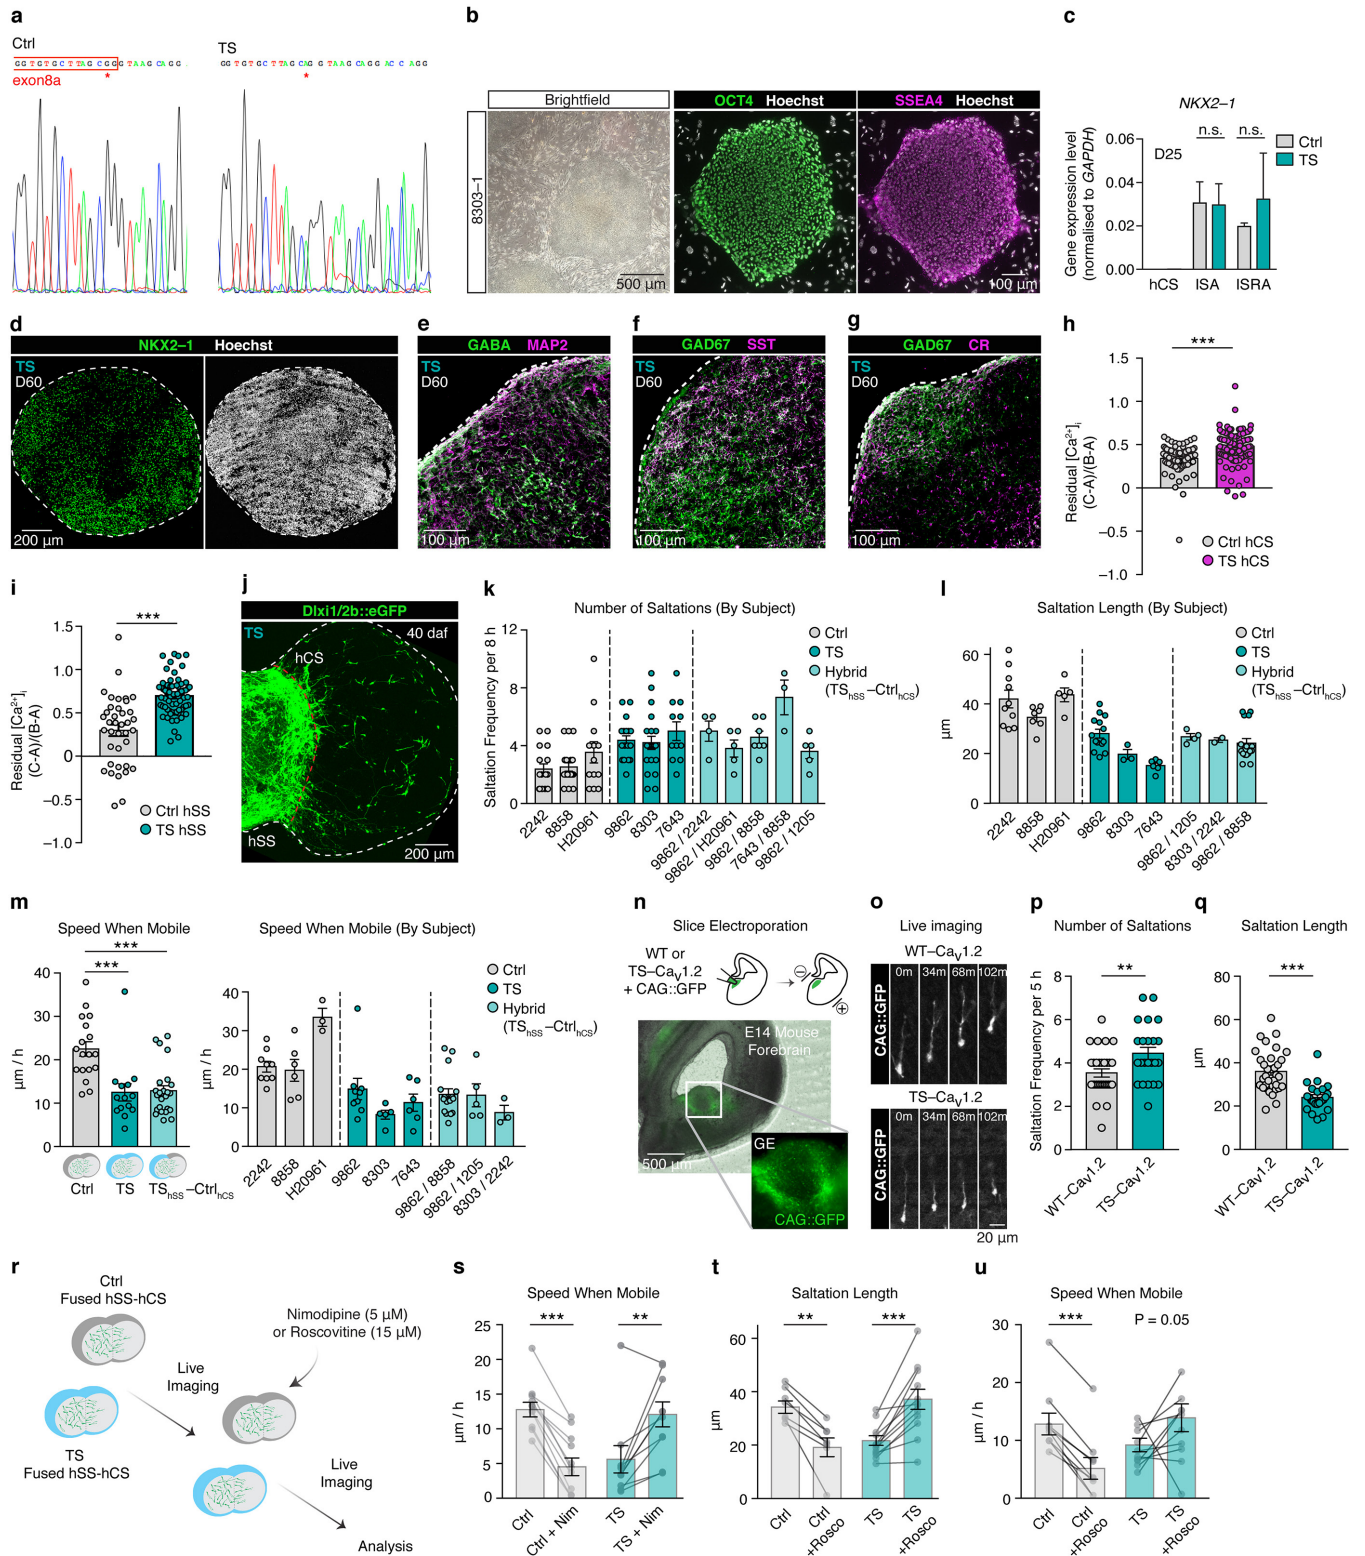 a
Ctrl
GGTGTGCTTAGCGGGTAAGCAGG
exon8a
*
TS
GGTGTGCTTAGCAGGTAAGCAGGACCAGG
*
b
Brightfield
OCT4 Hoechst
SSEA4 Hoechst
8303–1
500 µm
100 µm
c
NKX2–1
Gene expression level
(normalised to GAPDH)
0.06
0.04
0.02
0.00
D25
n.s.
n.s.
Ctrl
TS
hCS
ISA
ISRA
d
NKX2–1 Hoechst
TS
D60
200 µm
e
GABA MAP2
TS
D60
100 µm
f
GAD67 SST
TS
D60
100 µm
g
GAD67 CR
TS
D60
100 µm
h
***
Residual [Ca2+]i
(C-A)/(B-A)
1.5
1.0
0.5
0
–0.5
–1.0
Ctrl hCS
TS hCS
i
***
Residual [Ca2+]i
(C-A)/(B-A)
1.5
1.0
0.5
0
–0.5
–1.0
Ctrl hSS
TS hSS
j
Dlxi1/2b::eGFP
TS
40 daf
hCS
hSS
200 µm
k
Number of Saltations (By Subject)
Saltation Frequency per 8 h
12
8
4
0
Ctrl
TS
Hybrid
(TShSS–CtrlhCS)
2242
8858
H20961
9862
8303
7643
9862 / 2242
9862 / H20961
9862 / 8858
7643 / 8858
9862 / 1205
l
Saltation Length (By Subject)
µm
60
40
20
0
Ctrl
TS
Hybrid
(TShSS–CtrlhCS)
2242
8858
H20961
9862
8303
7643
9862 / 1205
8303 / 2242
9862 / 8858
m
Speed When Mobile
***
***
µm / h
40
30
20
10
0
Ctrl
TS
TShSS–CtrlhCS
Speed When Mobile (By Subject)
µm / h
40
30
20
10
0
Ctrl
TS
Hybrid
(TShSS–CtrlhCS)
2242
8858
H20961
9862
8303
7643
9862 / 8858
9862 / 1205
8303 / 2242
n
Slice Electroporation
WT or
TS–Cav1.2
+ CAG::GFP
E14 Mouse
Forebrain
500 µm
GE
CAG::GFP
o
Live imaging
WT–Cav1.2
CAG::GFP
0m 34m 68m 102m
TS–Cav1.2
CAG::GFP
0m 34m 68m 102m
20 µm
p
Number of Saltations
**
Saltation Frequency per 5 h
8
6
4
2
0
WT–Cav1.2
TS–Cav1.2
q
Saltation Length
***
µm
80
60
40
20
0
WT–Cav1.2
TS–Cav1.2
r
Ctrl
Fused hSS-hCS
Nimodipine (5 µM)
or Roscovitine (15 µM)
Live
Imaging
TS
Fused hSS-hCS
Live
Imaging
Analysis
s
Speed When Mobile
***
**
µm / h
25
20
15
10
5
0
Ctrl
Ctrl + Nim
TS
TS + Nim
t
Saltation Length
**
***
µm
60
40
20
0
Ctrl
Ctrl
+Rosco
TS
TS
+Rosco
u
Speed When Mobile
***
P = 0.05
µm / h
30
20
10
0
Ctrl
Ctrl
+Rosco
TS
TS
+Rosco